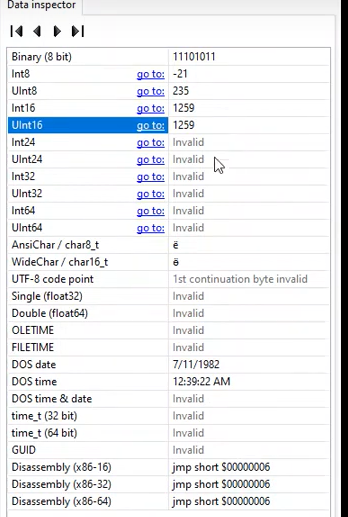 Data inspector
Binary (8 bit) 11101011
Int8 go to: -21
UInt8 go to: 235
Int16 go to: 1259
UInt16 go to: 1259
Int24 go to: Invalid
UInt24 go to: Invalid
Int32 go to: Invalid
UInt32 go to: Invalid
Int64 go to: Invalid
UInt64 go to: Invalid
AnsiChar / char8_t ë
WideChar / char16_t ӫ
UTF-8 code point 1st continuation byte invalid
Single (float32) Invalid
Double (float64) Invalid
OLETIME Invalid
FILETIME Invalid
DOS date 7/11/1982
DOS time 12:39:22 AM
DOS time & date Invalid
time_t (32 bit) Invalid
time_t (64 bit) Invalid
GUID Invalid
Disassembly (x86-16) jmp short $00000006
Disassembly (x86-32) jmp short $00000006
Disassembly (x86-64) jmp short $00000006